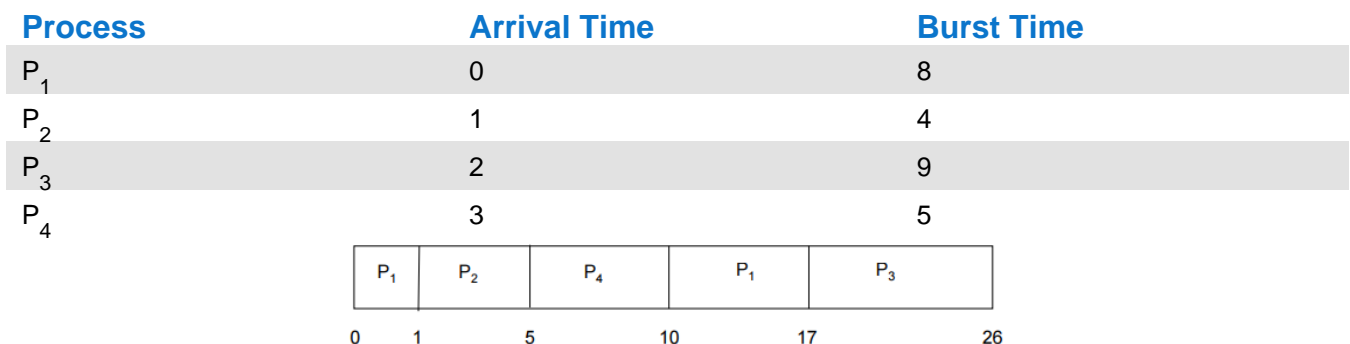 Process Arrival Time Burst Time
P1 0 8
P2 1 4
P3 2 9
P4 3 5
P1 P2 P4 P1 P3
0 1 5 10 17 26